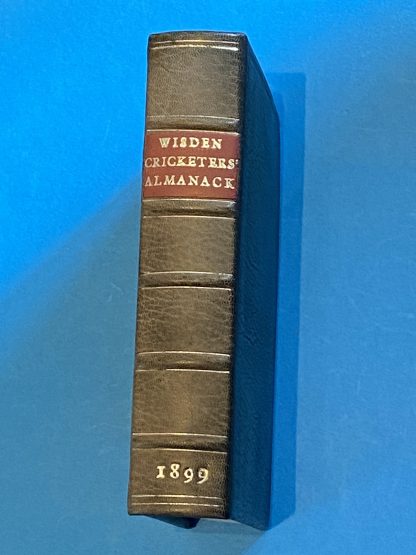 WISDEN
CRICKETERS'
ALMANACK
1899